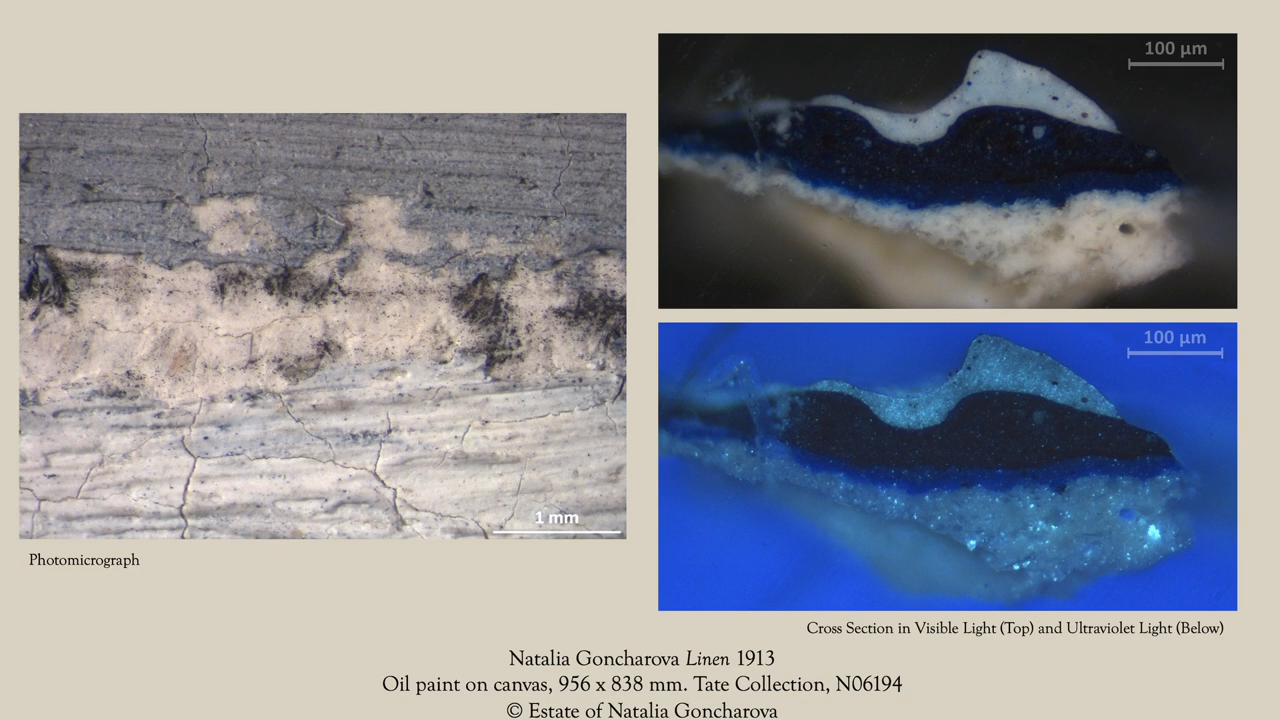 100 µm
1 mm
Photomicrograph
100 µm
Cross Section in Visible Light (Top) and Ultraviolet Light (Below)
Natalia Goncharova Linen 1913
Oil paint on canvas, 956 x 838 mm. Tate Collection, N06194
© Estate of Natalia Goncharova